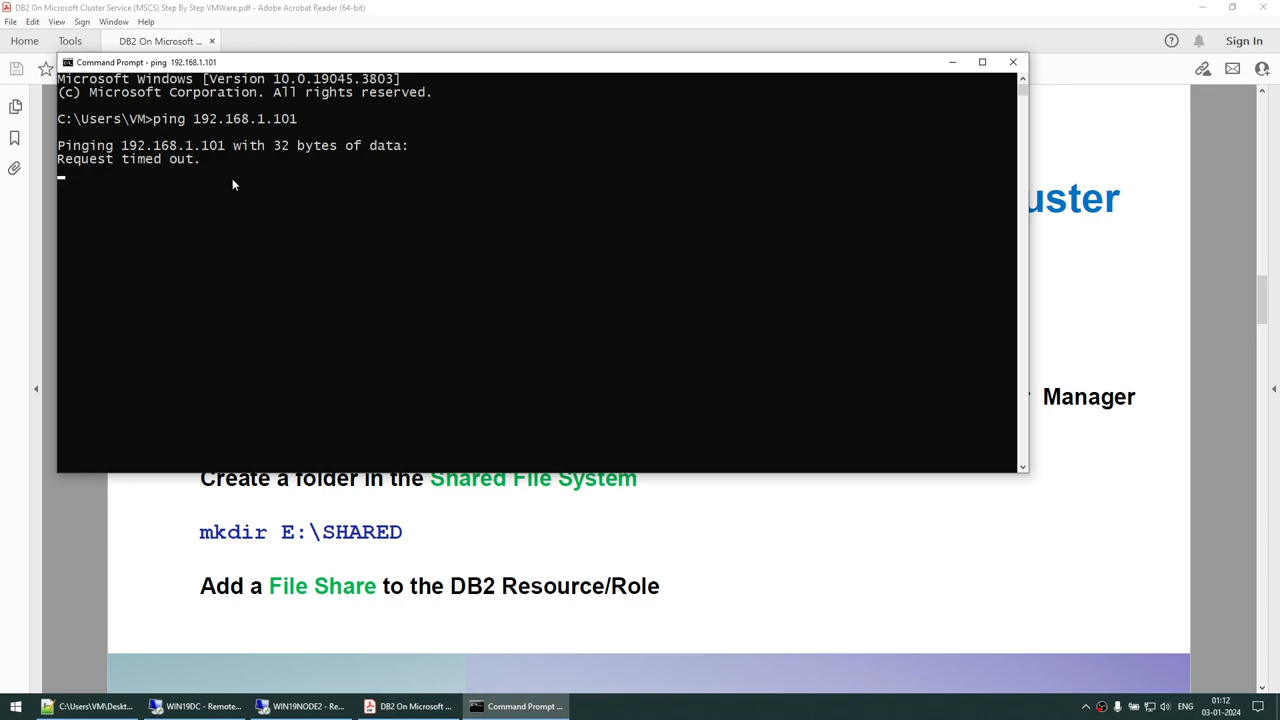 DB2 On Microsoft Cluster Service (MSCS) Step By Step VMWare.pdf - Adobe Acrobat Reader (64-bit)
File Edit View Sign Window Help
Home Tools DB2 On Microsoft ... × Sign In
Command Prompt - ping 192.168.1.101
Microsoft Windows [Version 10.0.19045.3803]
(c) Microsoft Corporation. All rights reserved.
C:\Users\VM>ping 192.168.1.101
Pinging 192.168.1.101 with 32 bytes of data:
Request timed out.
uster
Manager
Create a folder in the Shared File System
mkdir E:\SHARED
Add a File Share to the DB2 Resource/Role
C:\Users\VM\Deskt... WIN19DC - Remote... WIN19NODE2 - Re... DB2 On Microsoft ... Command Prompt ... ENG 01:12
03-01-2024